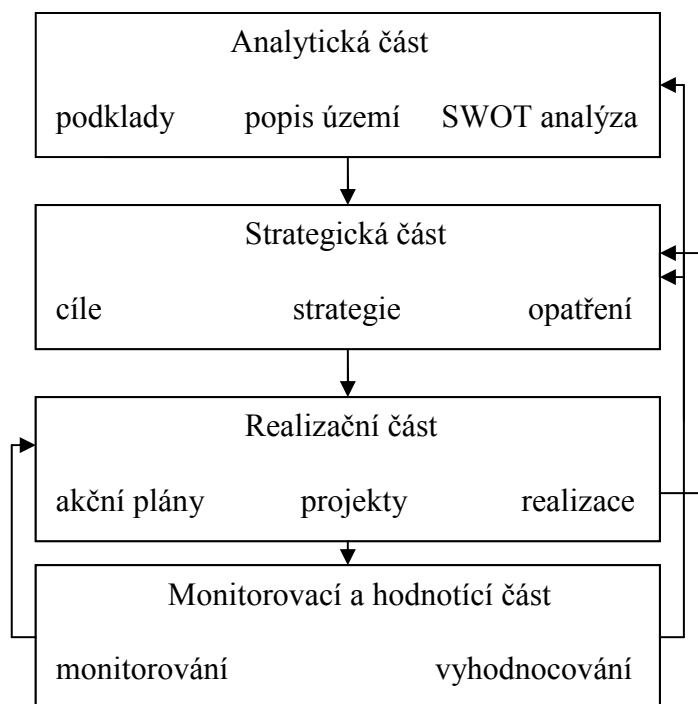 Analytická část
podklady popis území SWOT analýza
Strategická část
cíle strategie opatření
Realizační část
akční plány projekty realizace
Monitorovací a hodnotící část
monitorování vyhodnocování